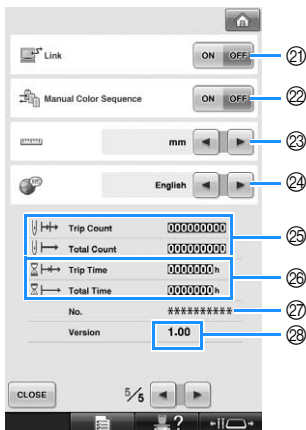 Link ON OFF ㉑
Manual Color Sequence ON OFF ㉒
mm ㉓
English ㉔
Trip Count 000000000
Total Count 000000000 ㉕
Trip Time 0000000h
Total Time 0000000h ㉖
No. ********** ㉗
Version 1.00 ㉘
CLOSE 5/5
?